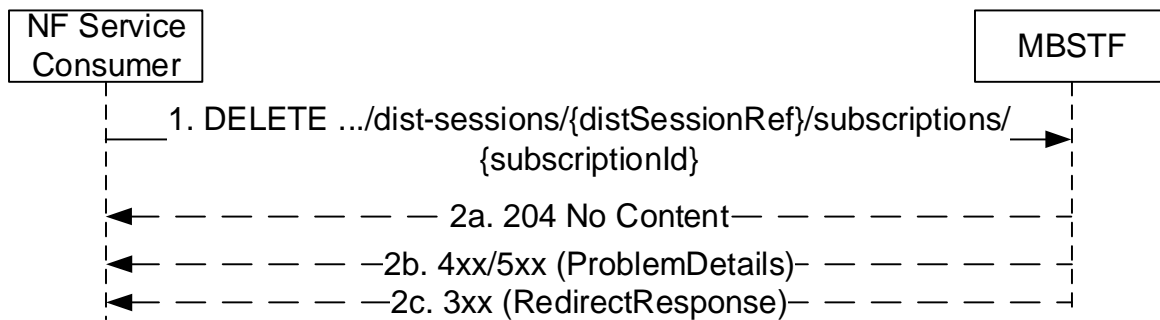 NF Service
Consumer
MBSTF
1. DELETE .../dist-sessions/{distSessionRef}/subscriptions/
{subscriptionId}
2a. 204 No Content
2b. 4xx/5xx (ProblemDetails)
2c. 3xx (RedirectResponse)